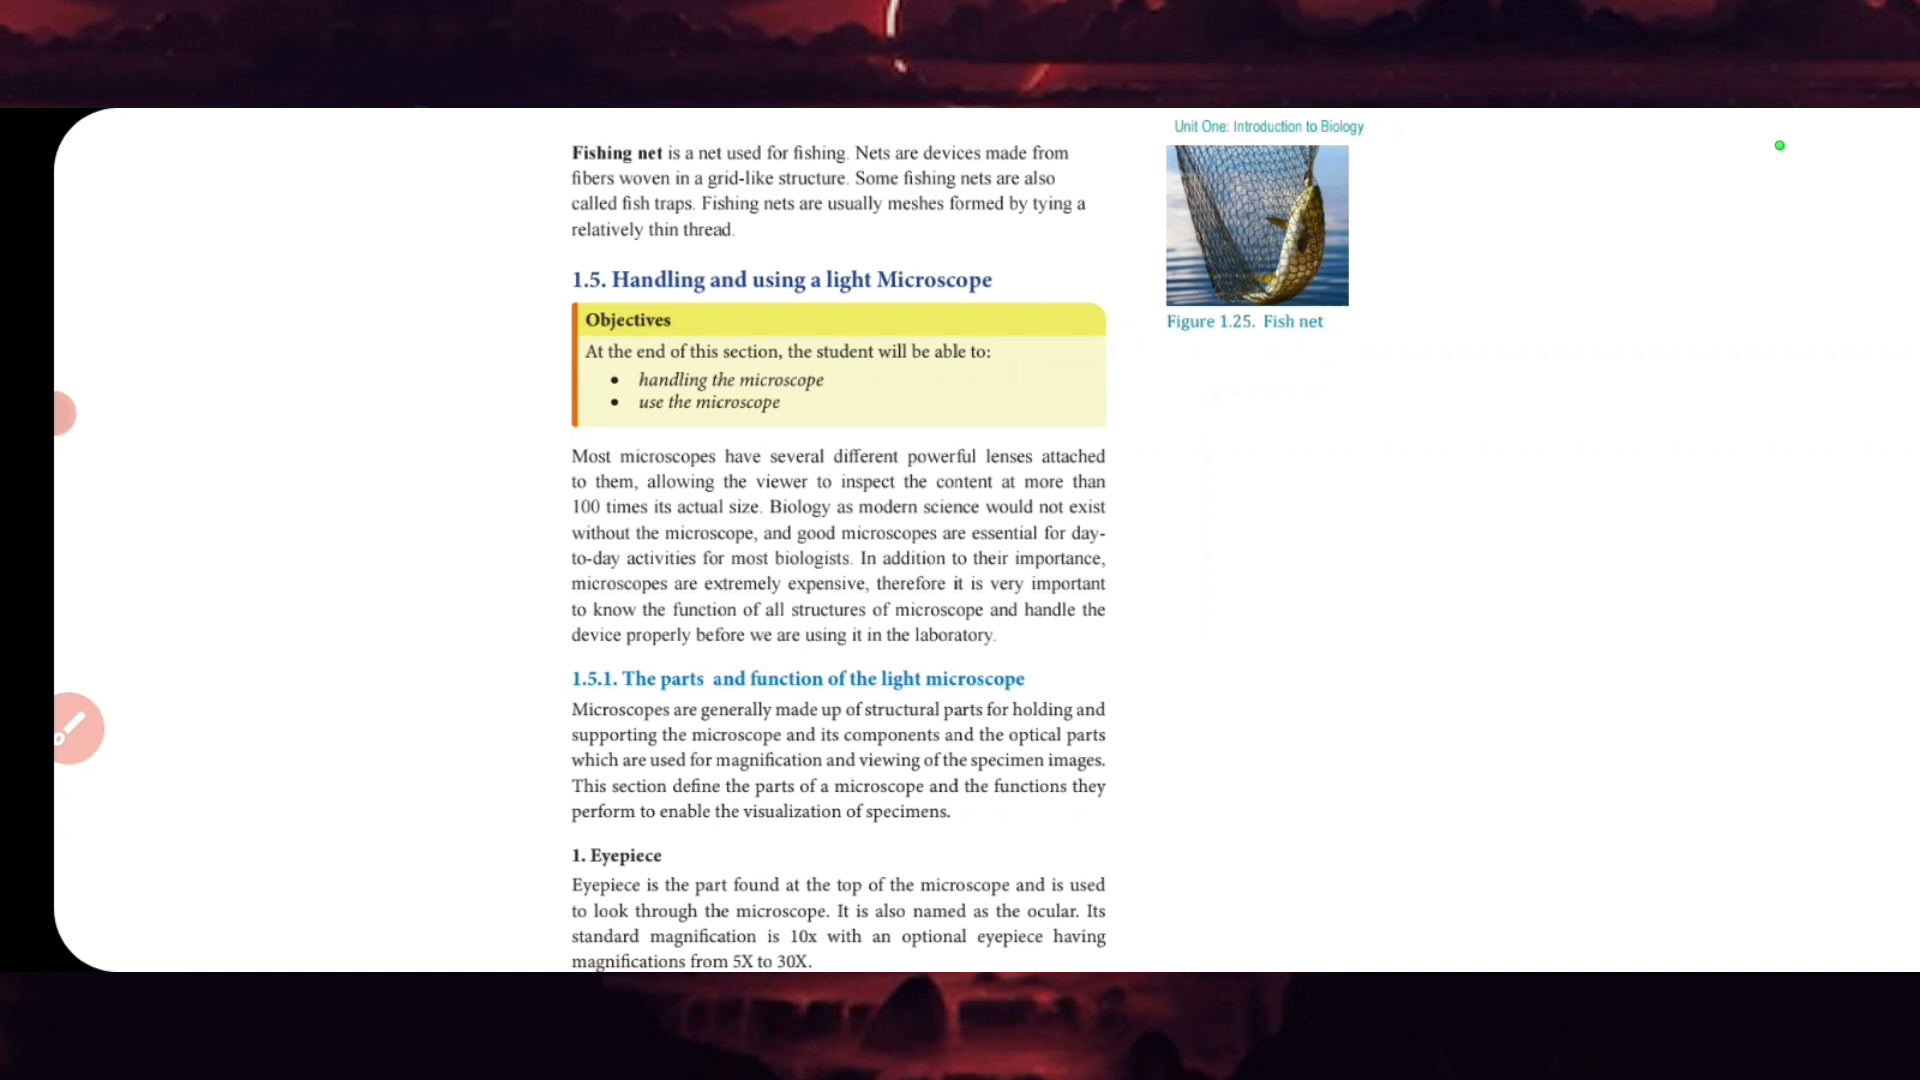 Unit One: Introduction to Biology
Fishing net is a net used for fishing. Nets are devices made from
fibers woven in a grid-like structure. Some fishing nets are also
called fish traps. Fishing nets are usually meshes formed by tying a
relatively thin thread.
Figure 1.25. Fish net
1.5. Handling and using a light Microscope
Objectives
At the end of this section, the student will be able to:
• handling the microscope
• use the microscope
Most microscopes have several different powerful lenses attached
to them, allowing the viewer to inspect the content at more than
100 times its actual size. Biology as modern science would not exist
without the microscope, and good microscopes are essential for day-
to-day activities for most biologists. In addition to their importance,
microscopes are extremely expensive, therefore it is very important
to know the function of all structures of microscope and handle the
device properly before we are using it in the laboratory.
1.5.1. The parts and function of the light microscope
Microscopes are generally made up of structural parts for holding and
supporting the microscope and its components and the optical parts
which are used for magnification and viewing of the specimen images.
This section define the parts of a microscope and the functions they
perform to enable the visualization of specimens.
1. Eyepiece
Eyepiece is the part found at the top of the microscope and is used
to look through the microscope. It is also named as the ocular. Its
standard magnification is 10x with an optional eyepiece having
magnifications from 5X to 30X.